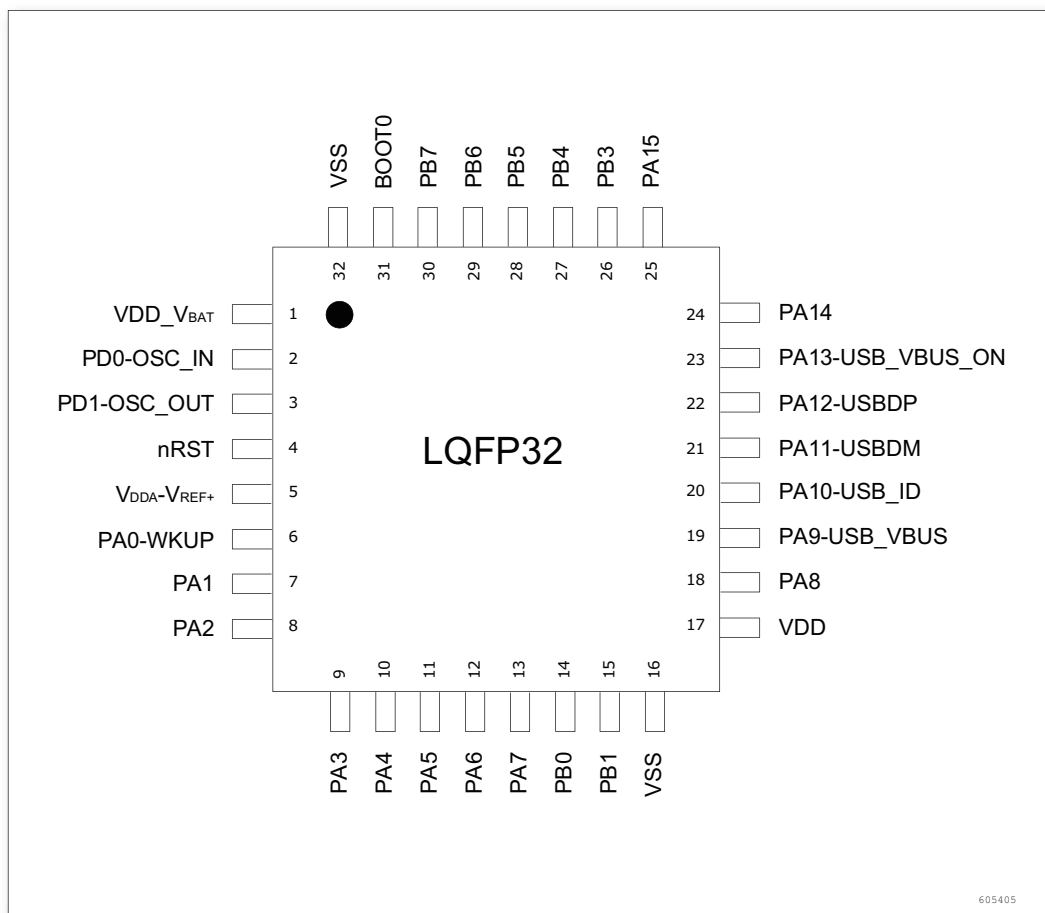 VSS
BOOT0
PB7
PB6
PB5
PB4
PB3
PA15
32
31
30
29
28
27
26
25
VDD_VBAT 1
PD0-OSC_IN 2
PD1-OSC_OUT 3
nRST 4
VDDA-VREF+ 5
PA0-WKUP 6
PA1 7
PA2 8
LQFP32
24 PA14
23 PA13-USB_VBUS_ON
22 PA12-USBDP
21 PA11-USBDM
20 PA10-USB_ID
19 PA9-USB_VBUS
18 PA8
17 VDD
9
10
11
12
13
14
15
16
PA3
PA4
PA5
PA6
PA7
PB0
PB1
VSS
605405